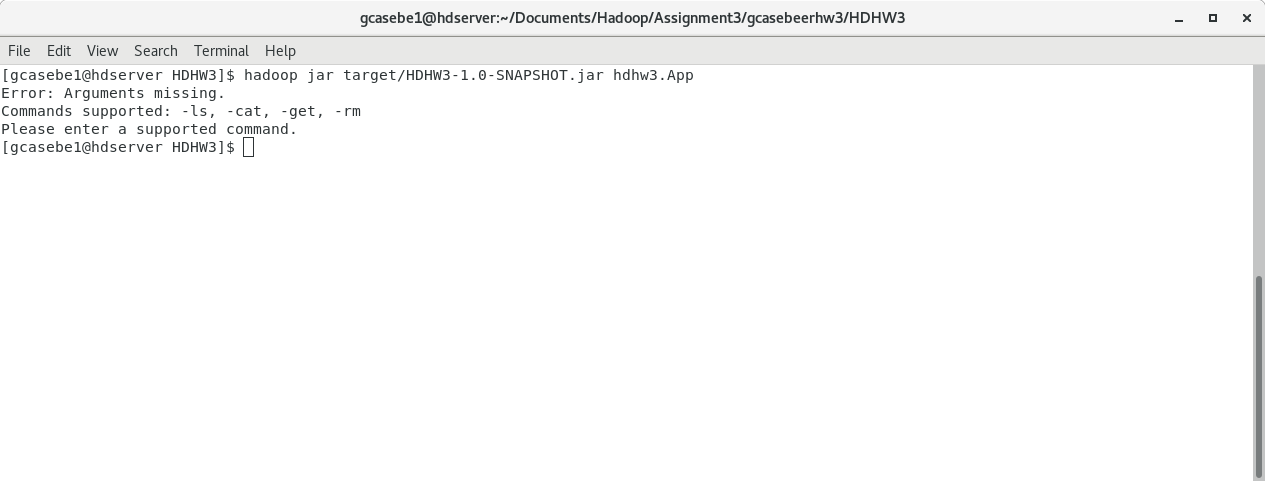 gcasebe1@hdserver:~/Documents/Hadoop/Assignment3/gcasebeerhw3/HDHW3
File Edit View Search Terminal Help
[gcasebe1@hdserver HDHW3]$ hadoop jar target/HDHW3-1.0-SNAPSHOT.jar hdhw3.App
Error: Arguments missing.
Commands supported: -ls, -cat, -get, -rm
Please enter a supported command.
[gcasebe1@hdserver HDHW3]$